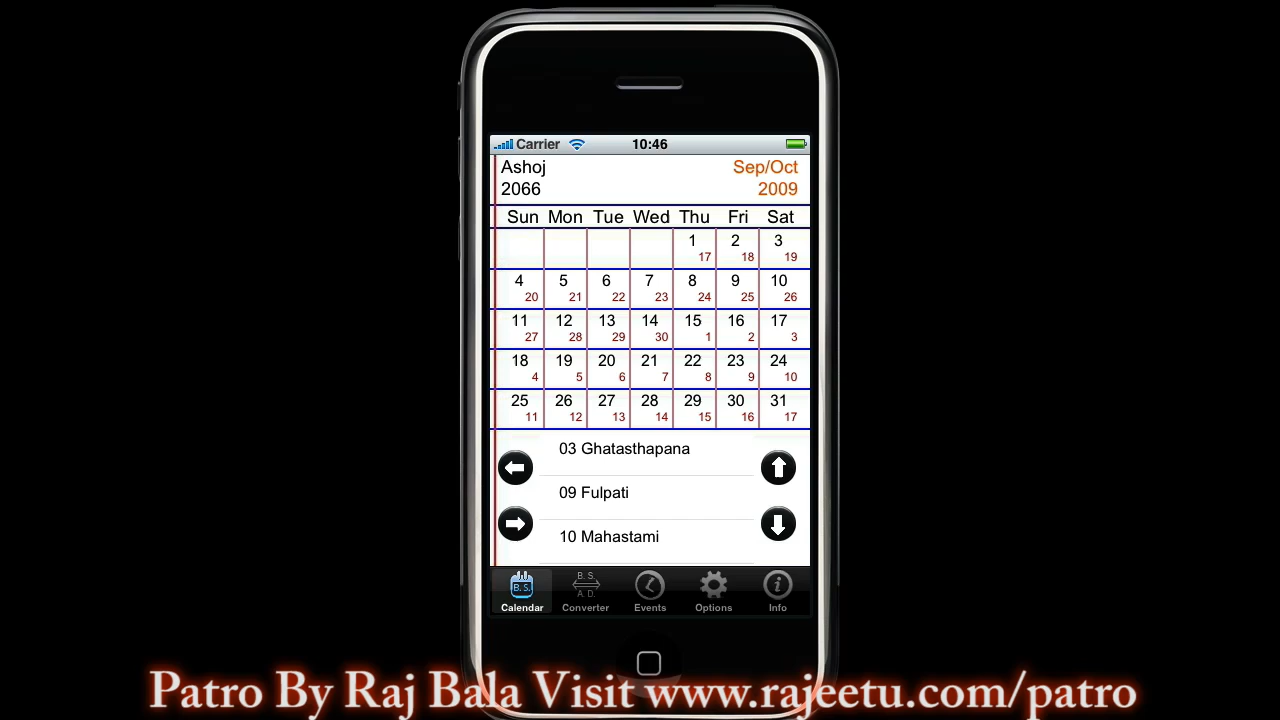 Carrier 10:46
Ashoj Sep/Oct
2066 2009
Sun Mon Tue Wed Thu Fri Sat
1 2 3
17 18 19
4 5 6 7 8 9 10
20 21 22 23 24 25 26
11 12 13 14 15 16 17
27 28 29 30 1 2 3
18 19 20 21 22 23 24
4 5 6 7 8 9 10
25 26 27 28 29 30 31
11 12 13 14 15 16 17
03 Ghatasthapana
09 Fulpati
10 Mahastami
B. S.
B. S.
A. D.
Calendar Converter Events Options Info
Patro By Raj Bala Visit www.rajeetu.com/patro